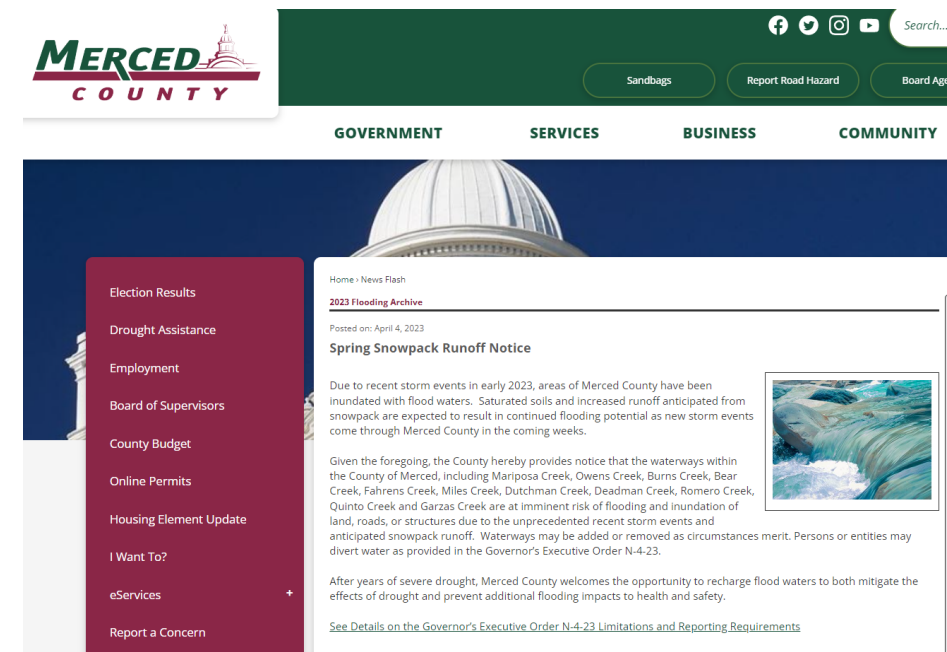 MERCED
COUNTY
Search...
Sandbags
Report Road Hazard
Board Age
GOVERNMENT
SERVICES
BUSINESS
COMMUNITY
Election Results
Drought Assistance
Employment
Board of Supervisors
County Budget
Online Permits
Housing Element Update
I Want To?
eServices +
Report a Concern
Home › News Flash
2023 Flooding Archive
Posted on: April 4, 2023
Spring Snowpack Runoff Notice
Due to recent storm events in early 2023, areas of Merced County have been
inundated with flood waters. Saturated soils and increased runoff anticipated from
snowpack are expected to result in continued flooding potential as new storm events
come through Merced County in the coming weeks.
Given the foregoing, the County hereby provides notice that the waterways within
the County of Merced, including Mariposa Creek, Owens Creek, Burns Creek, Bear
Creek, Fahrens Creek, Miles Creek, Dutchman Creek, Deadman Creek, Romero Creek,
Quinto Creek and Garzas Creek are at imminent risk of flooding and inundation of
land, roads, or structures due to the unprecedented recent storm events and
anticipated snowpack runoff. Waterways may be added or removed as circumstances merit. Persons or entities may
divert water as provided in the Governor's Executive Order N-4-23.
After years of severe drought, Merced County welcomes the opportunity to recharge flood waters to both mitigate the
effects of drought and prevent additional flooding impacts to health and safety.
See Details on the Governor's Executive Order N-4-23 Limitations and Reporting Requirements